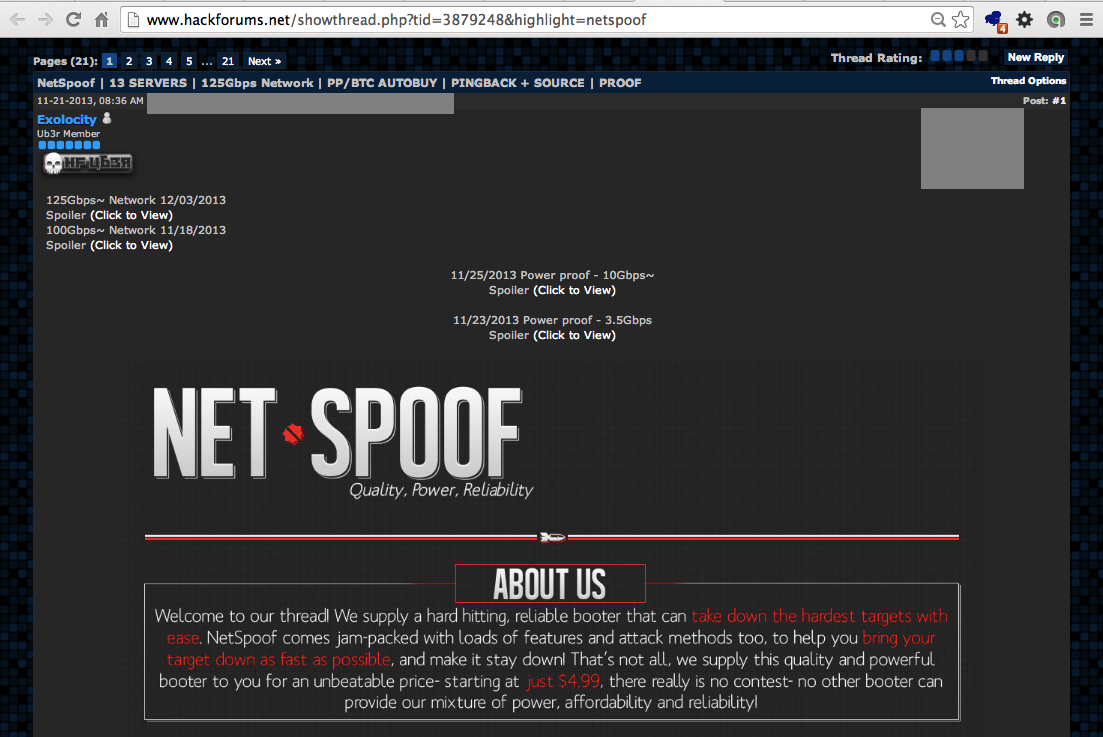 www.hackforums.net/showthread.php?tid=3879248&highlight=netspoof
4
Pages (21): 1 2 3 4 5 ... 21 Next »
Thread Rating:
New Reply
NetSpoof | 13 SERVERS | 125Gbps Network | PP/BTC AUTOBUY | PINGBACK + SOURCE | PROOF
Thread Options
11-21-2013, 08:36 AM
Post: #1
Exolocity
Ub3r Member
HF-UB3R
125Gbps~ Network 12/03/2013
Spoiler (Click to View)
100Gbps~ Network 11/18/2013
Spoiler (Click to View)
11/25/2013 Power proof - 10Gbps~
Spoiler (Click to View)
11/23/2013 Power proof - 3.5Gbps
Spoiler (Click to View)
NET SPOOF
Quality, Power, Reliability
ABOUT US
Welcome to our thread! We supply a hard hitting, reliable booter that can take down the hardest targets with
ease. NetSpoof comes jam-packed with loads of features and attack methods too, to help you bring your
target down as fast as possible, and make it stay down! That's not all, we supply this quality and powerful
booter to you for an unbeatable price- starting at just $4.99, there really is no contest- no other booter can
provide our mixture of power, affordability and reliability!